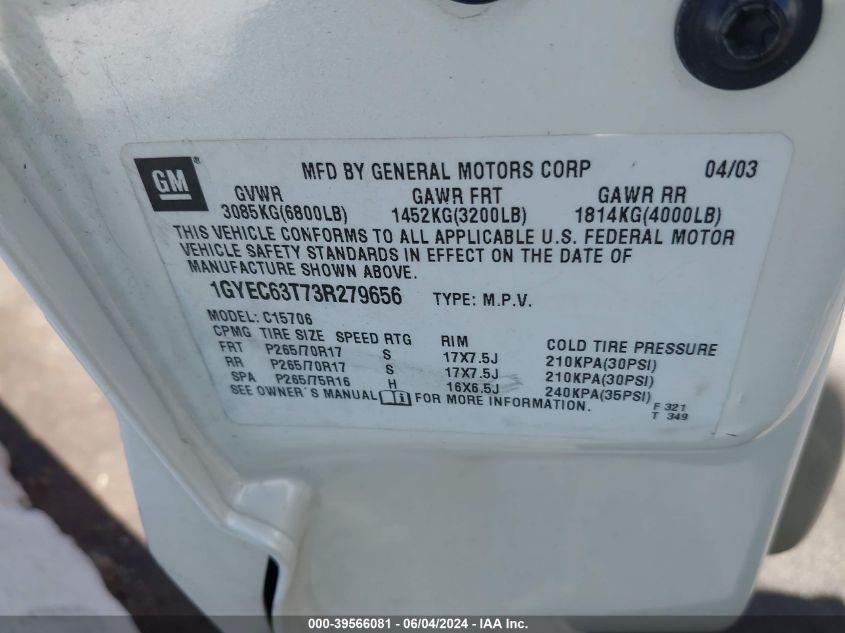 GM®
MFD BY GENERAL MOTORS CORP 04/03
GVWR GAWR FRT GAWR RR
3085KG(6800LB) 1452KG(3200LB) 1814KG(4000LB)
THIS VEHICLE CONFORMS TO ALL APPLICABLE U.S. FEDERAL MOTOR
VEHICLE SAFETY STANDARDS IN EFFECT ON THE DATE OF
MANUFACTURE SHOWN ABOVE.
1GYEC63T73R279656 TYPE: M.P.V.
MODEL: C15706
CPMG TIRE SIZE SPEED RTG RIM COLD TIRE PRESSURE
FRT P265/70R17 S 17X7.5J 210KPA(30PSI)
RR P265/70R17 S 17X7.5J 210KPA(30PSI)
SPA P265/75R16 H 16X6.5J 240KPA(35PSI)
SEE OWNER'S MANUAL FOR MORE INFORMATION.
F 321
T 349
000-39566081 - 06/04/2024 - IAA Inc.